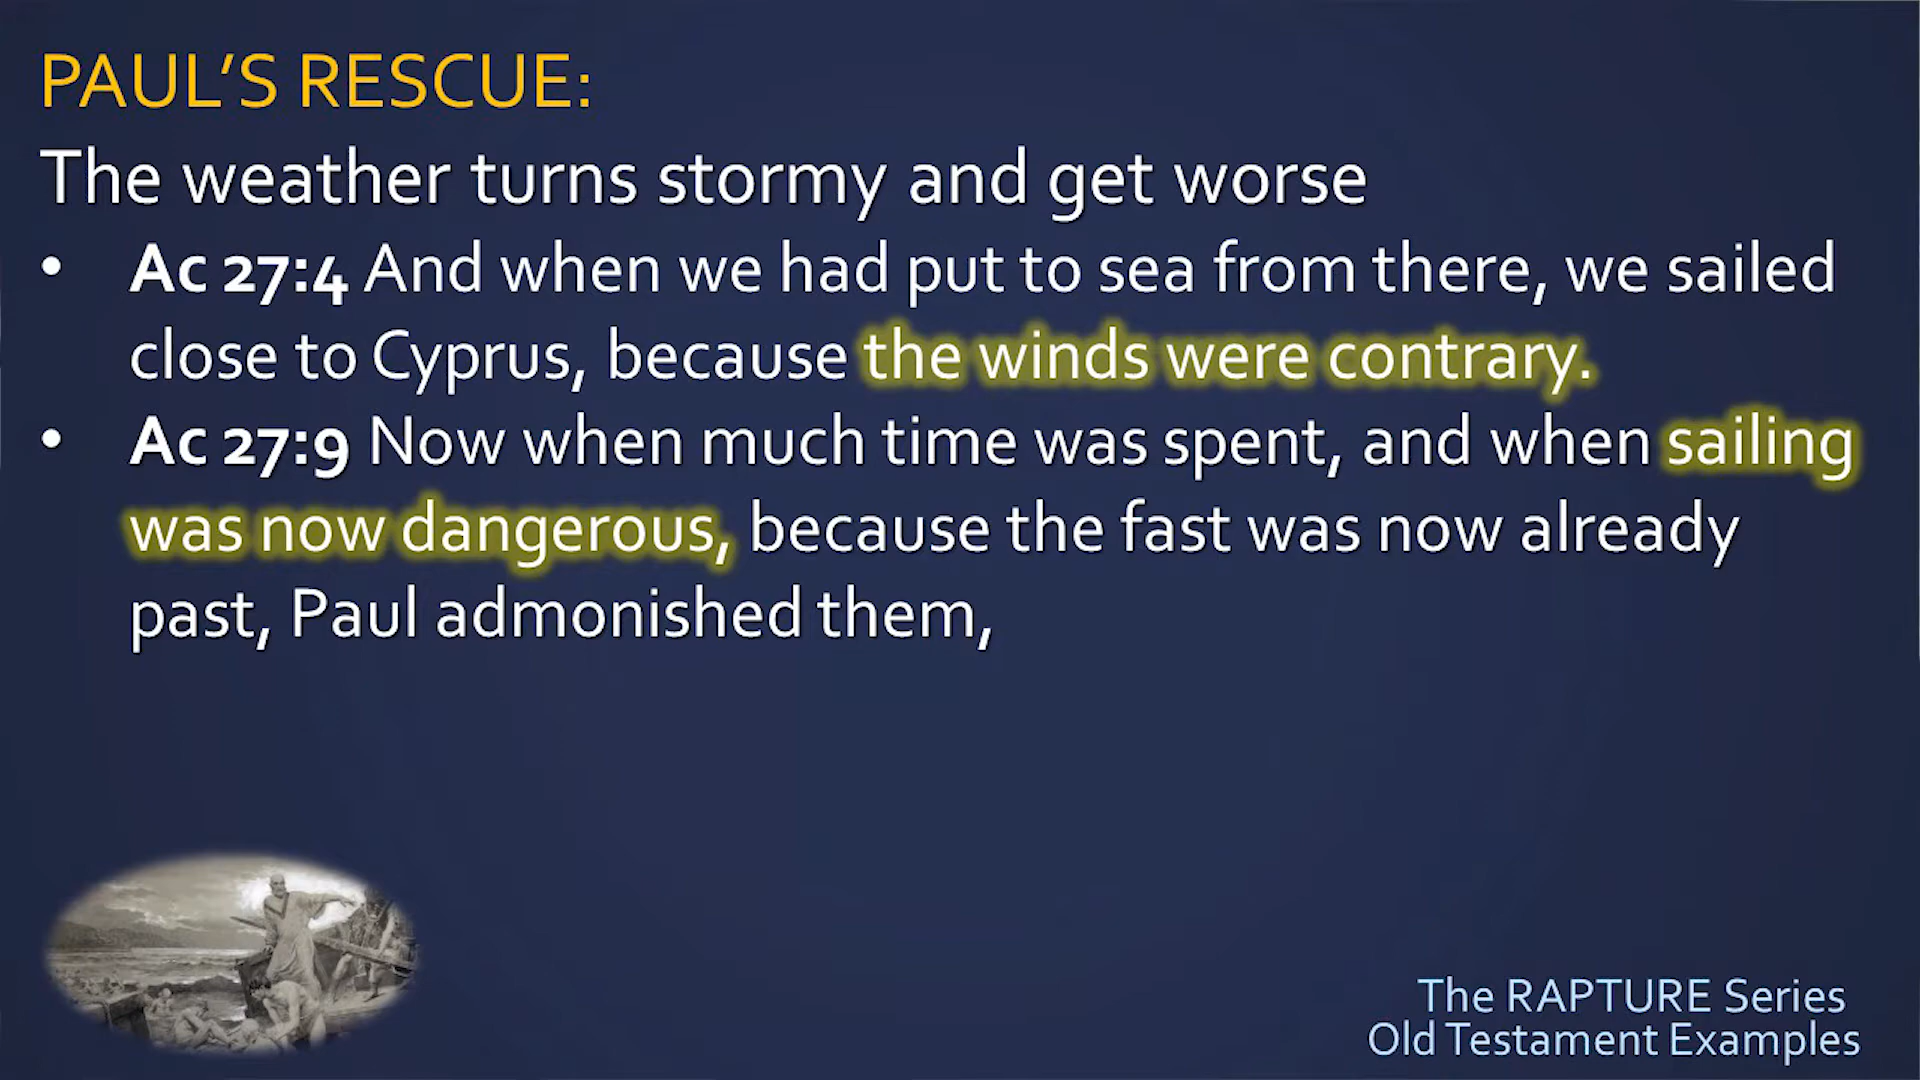 PAUL’S RESCUE:
The weather turns stormy and get worse
• Ac 27:4 And when we had put to sea from there, we sailed
close to Cyprus, because the winds were contrary.
• Ac 27:9 Now when much time was spent, and when sailing
was now dangerous, because the fast was now already
past, Paul admonished them,
The RAPTURE Series
Old Testament Examples